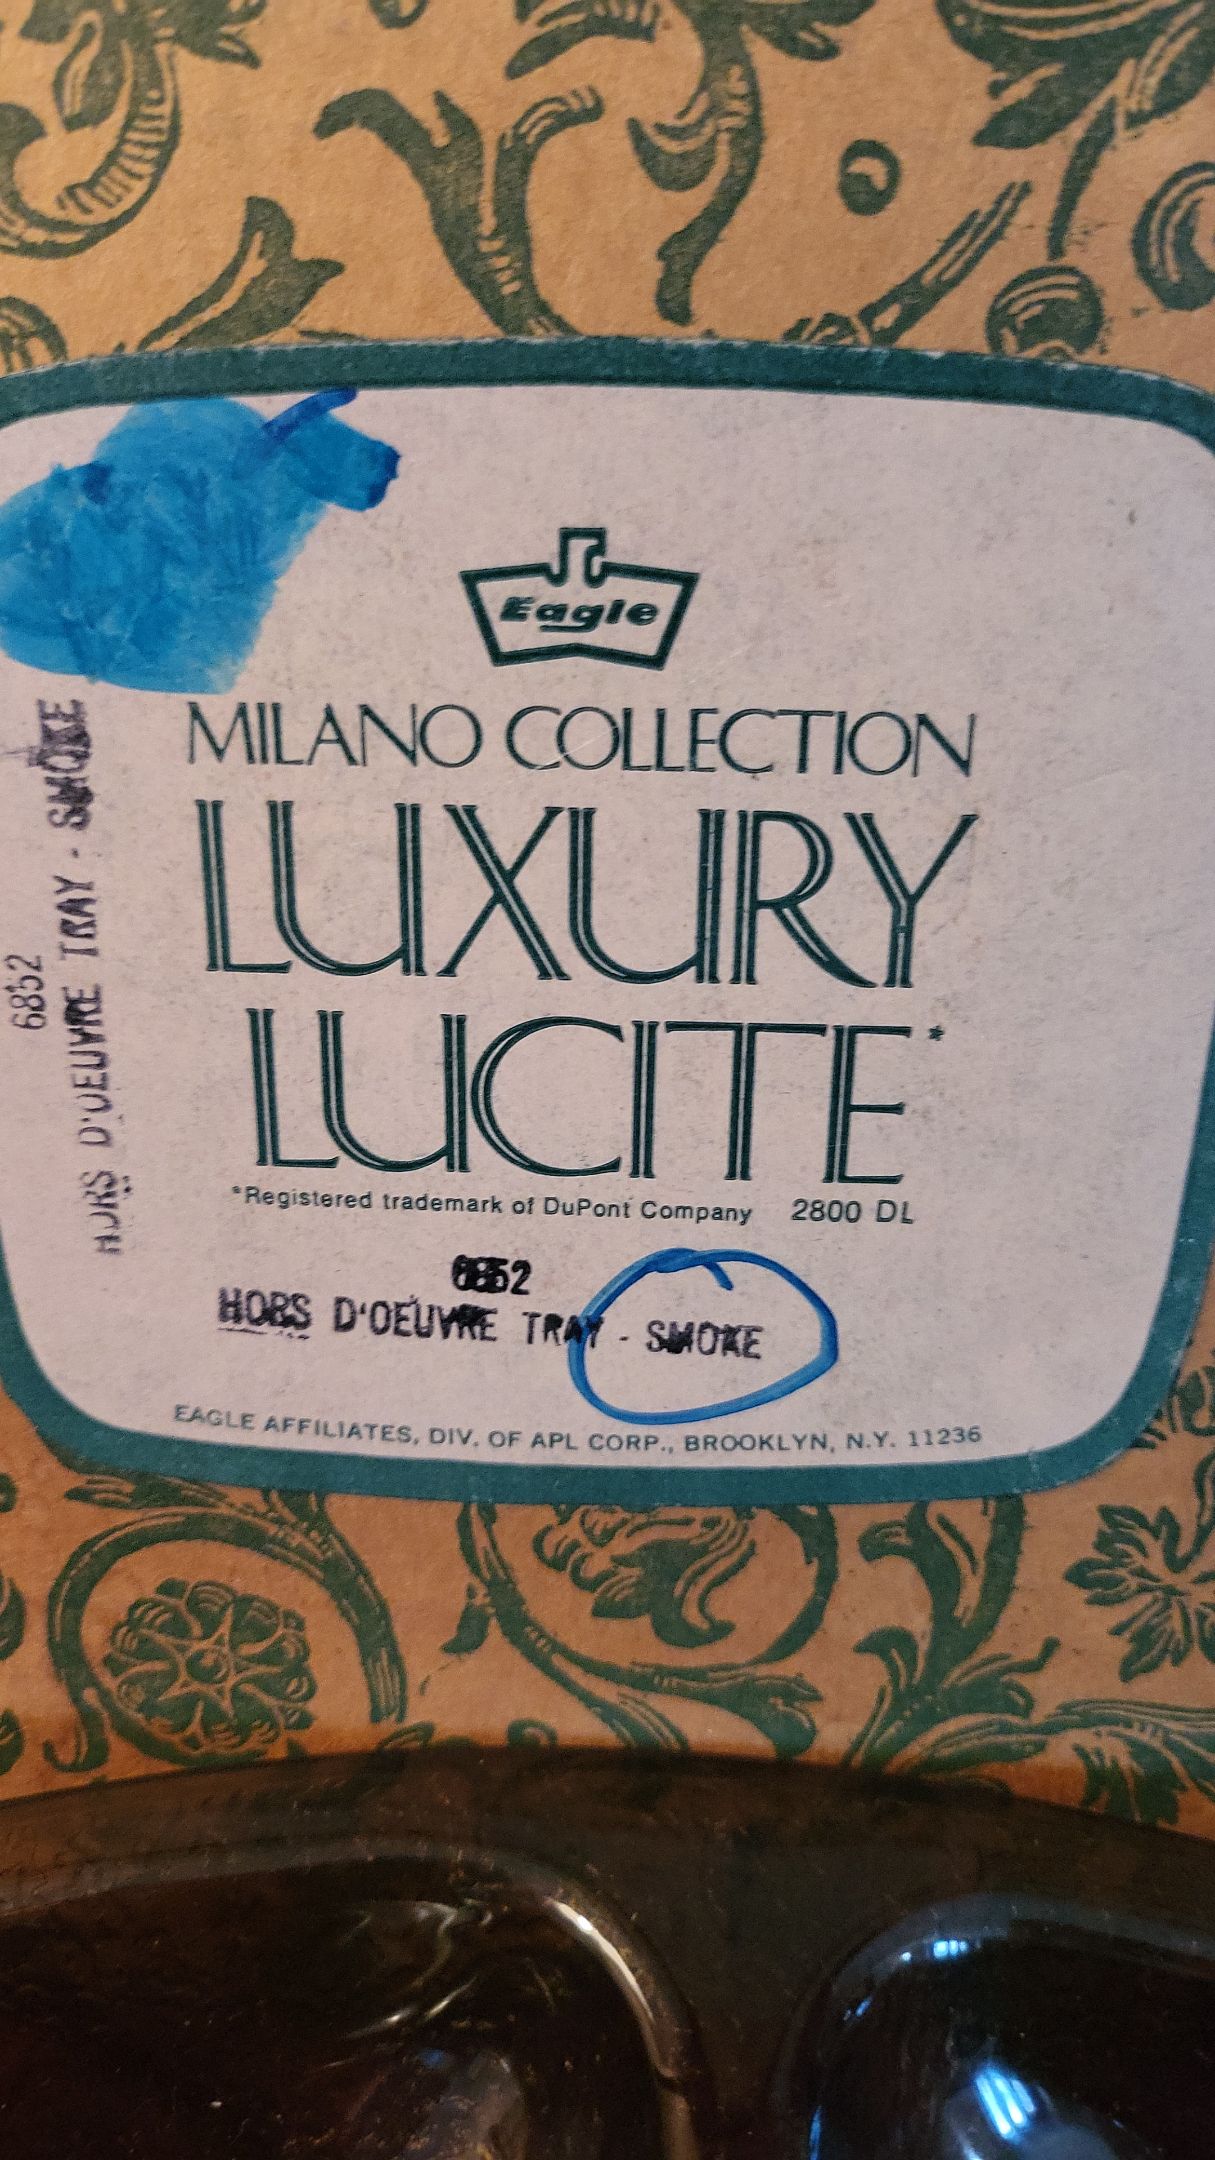 Eagle
MILANO COLLECTION
LUXURY
LUCITE*
*Registered trademark of DuPont Company 2800 DL
6852
HORS D'OEUVRE TRAY - SMOKE
EAGLE AFFILIATES, DIV. OF APL CORP., BROOKLYN, N.Y. 11236
6852
HORS D'OEUVRE TRAY - SMOKE